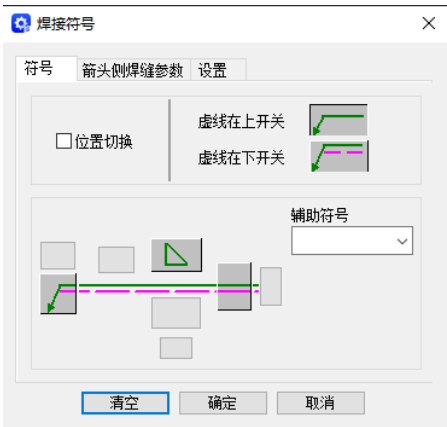 焊接符号
符号 箭头侧焊缝参数 设置
位置切换
虚线在上开关
虚线在下开关
辅助符号
清空 确定 取消